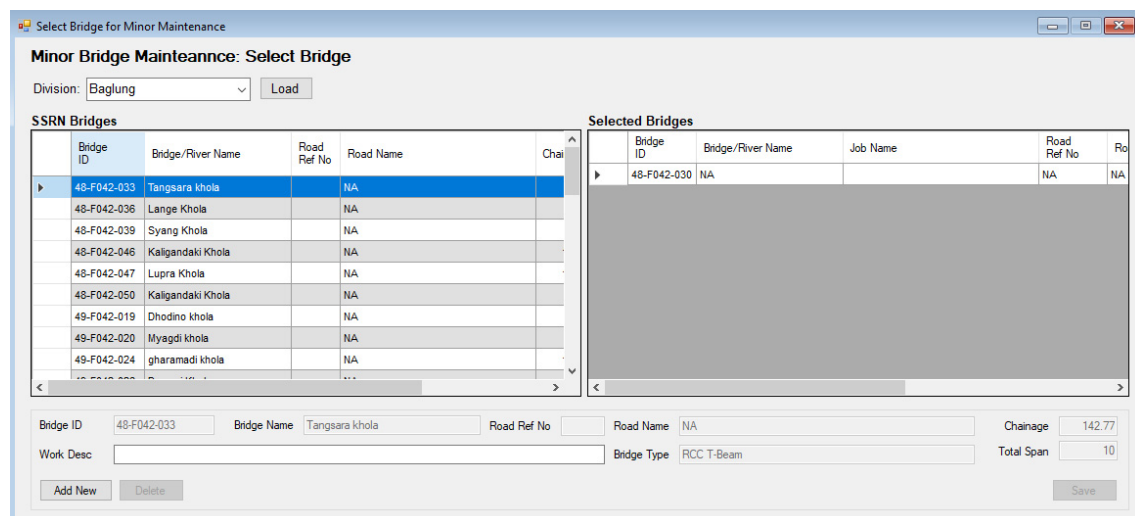 Select Bridge for Minor Maintenance
Minor Bridge Mainteannce: Select Bridge
Division: Baglung Load
SSRN Bridges
Bridge ID Bridge/River Name Road Ref No Road Name Chai
48-F042-033 Tangsara khola NA
48-F042-036 Lange Khola NA
48-F042-039 Syang Khola NA
48-F042-046 Kaligandaki Khola NA
48-F042-047 Lupra Khola NA
48-F042-050 Kaligandaki Khola NA
49-F042-019 Dhodino khola NA
49-F042-020 Myagdi khola NA
49-F042-024 gharamadi khola NA
Selected Bridges
Bridge ID Bridge/River Name Job Name Road Ref No Ro
48-F042-030 NA NA NA
Bridge ID 48-F042-033 Bridge Name Tangsara khola Road Ref No Road Name NA Chainage 142.77
Work Desc Bridge Type RCC T-Beam Total Span 10
Add New Delete Save